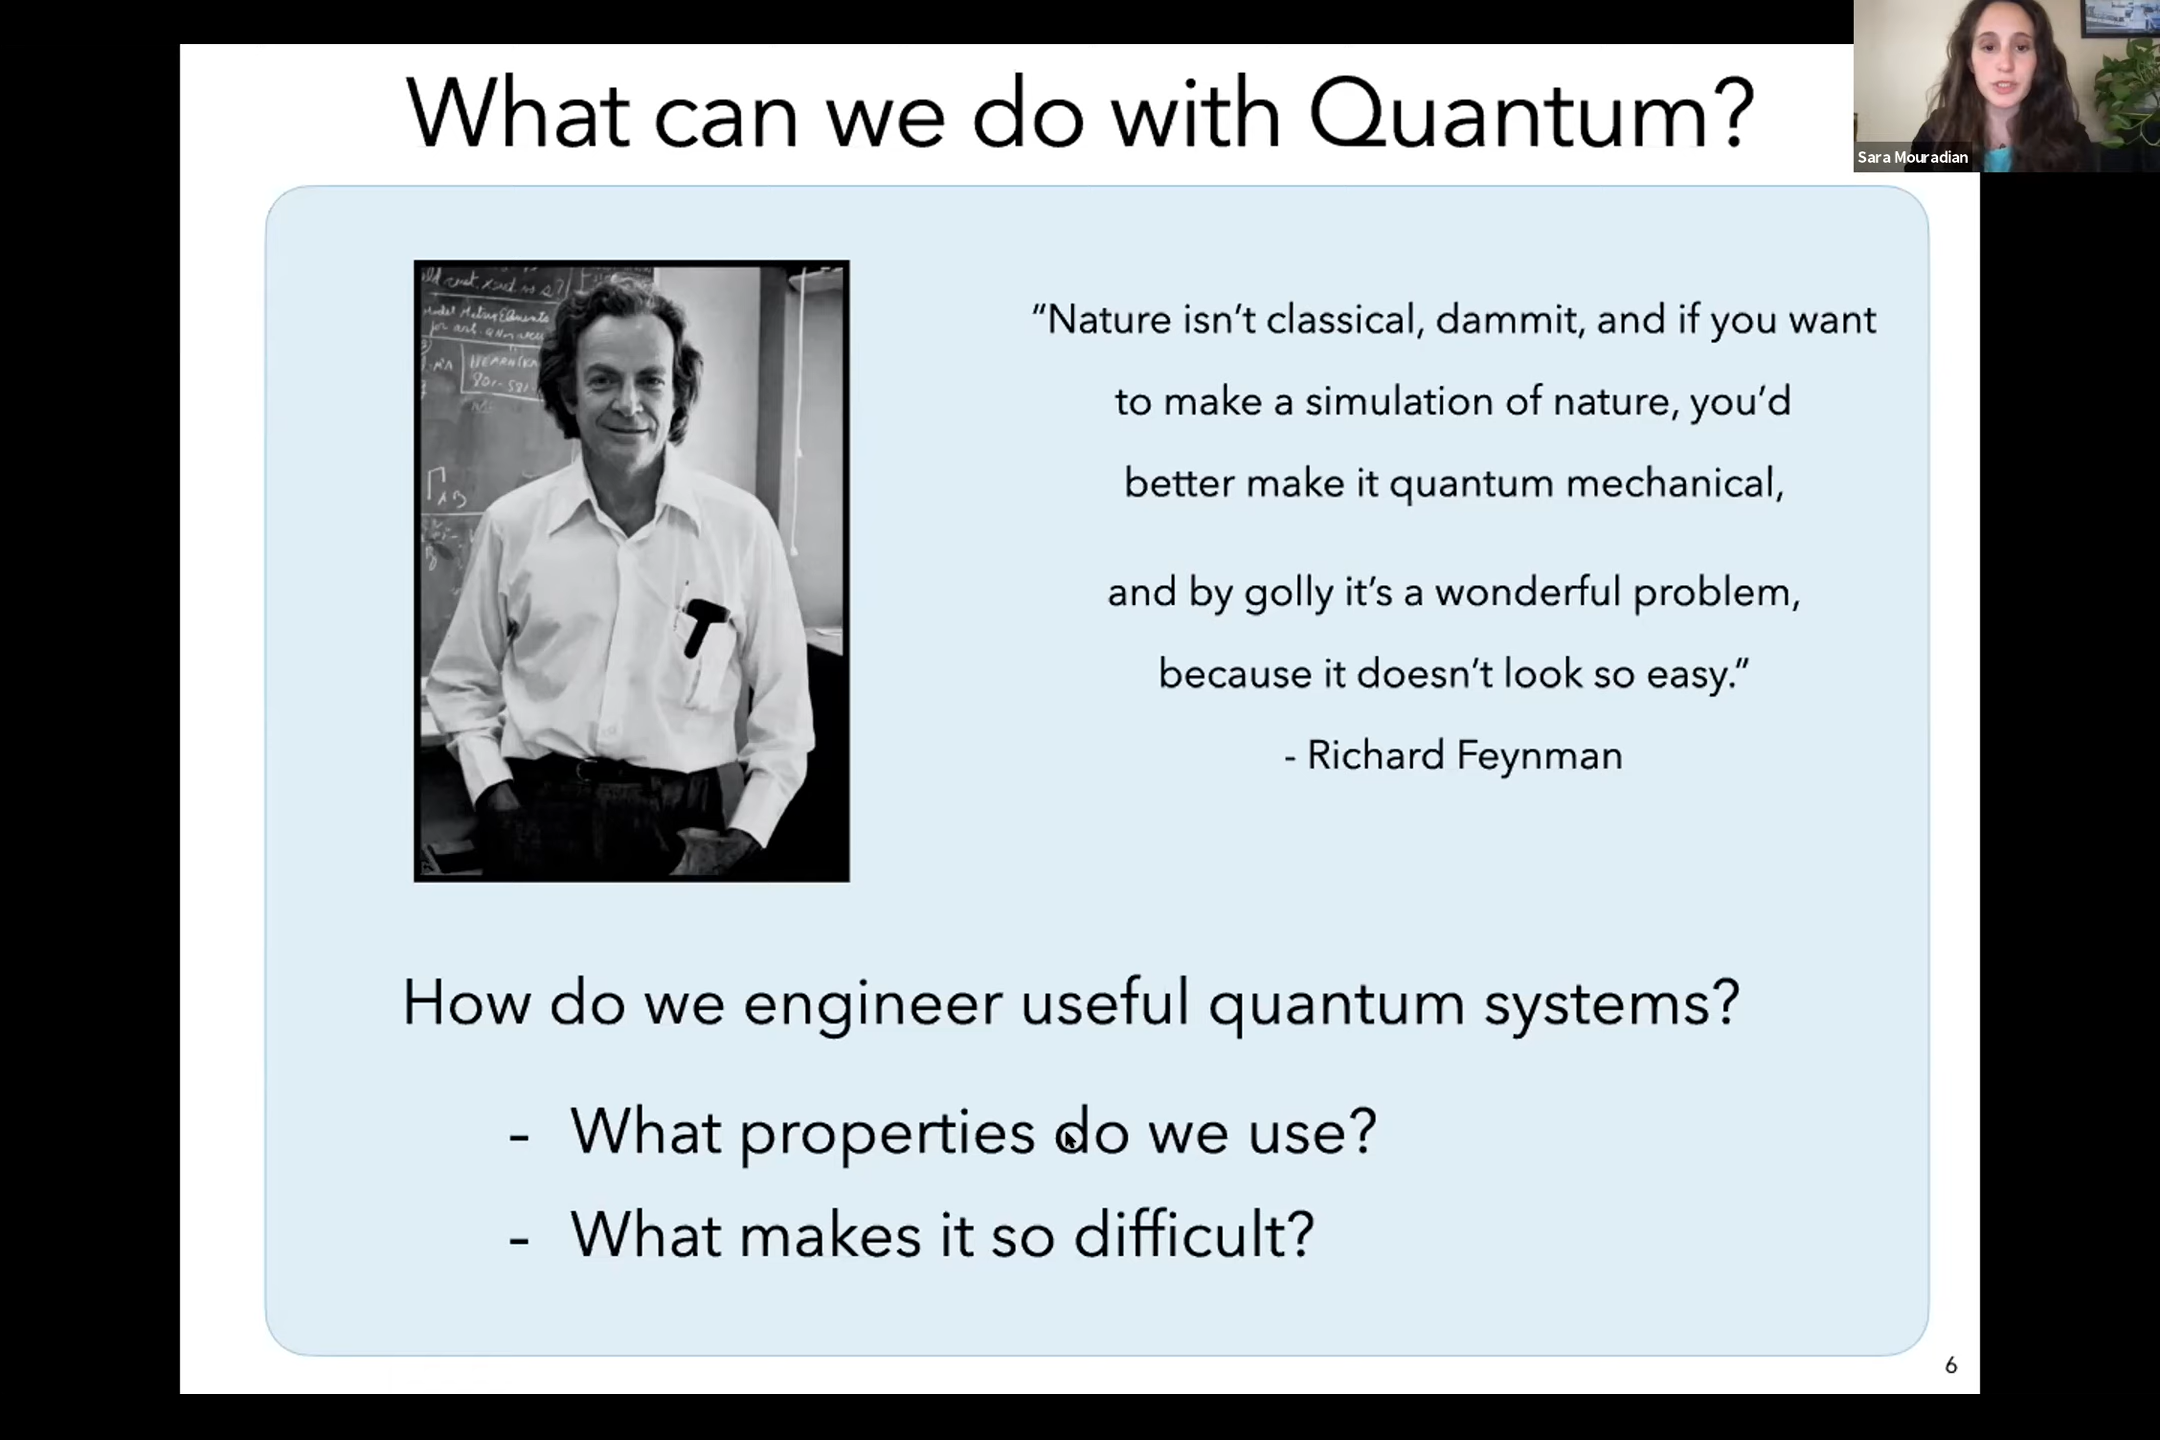 What can we do with Quantum?
Sara Mouradian
"Nature isn't classical, dammit, and if you want
to make a simulation of nature, you'd
better make it quantum mechanical,
and by golly it's a wonderful problem,
because it doesn't look so easy."
- Richard Feynman
How do we engineer useful quantum systems?
- What properties do we use?
- What makes it so difficult?
6